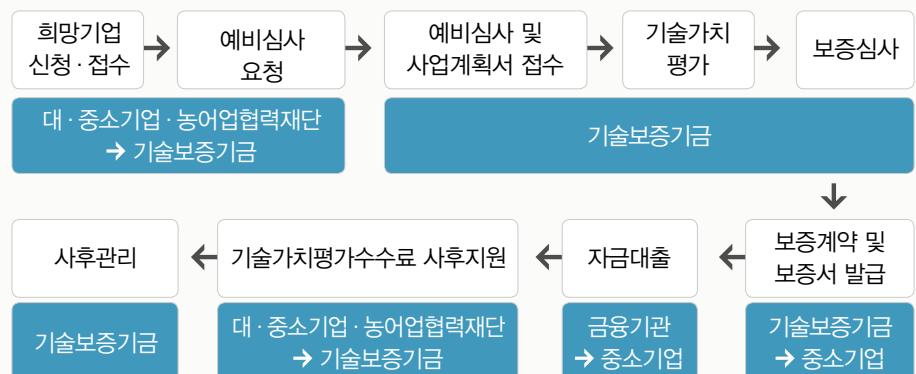 희망기업
신청 · 접수
예비심사
요청
예비심사 및
사업계획서 접수
기술가치
평가
보증심사
대 · 중소기업 · 농어업협력재단
→ 기술보증기금
기술보증기금
사후관리
기술가치평가수수료 사후지원
자금대출
보증계약 및
보증서 발급
기술보증기금
대 · 중소기업 · 농어업협력재단
→ 기술보증기금
금융기관
→ 중소기업
기술보증기금
→ 중소기업